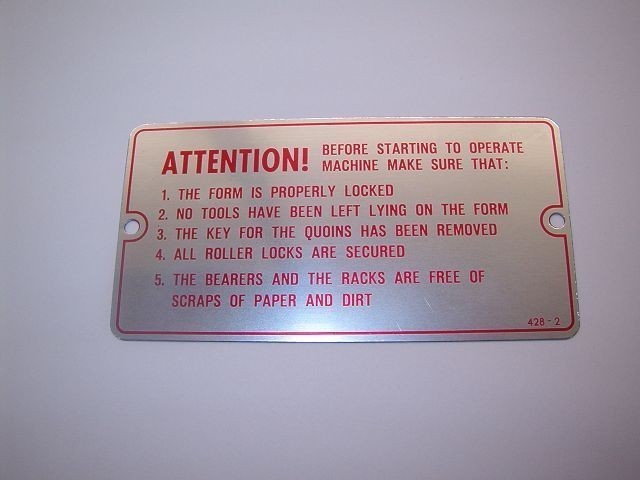 ATTENTION! BEFORE STARTING TO OPERATE
MACHINE MAKE SURE THAT:
1. THE FORM IS PROPERLY LOCKED
2. NO TOOLS HAVE BEEN LEFT LYING ON THE FORM
3. THE KEY FOR THE QUOINS HAS BEEN REMOVED
4. ALL ROLLER LOCKS ARE SECURED
5. THE BEARERS AND THE RACKS ARE FREE OF
SCRAPS OF PAPER AND DIRT
428 - 2